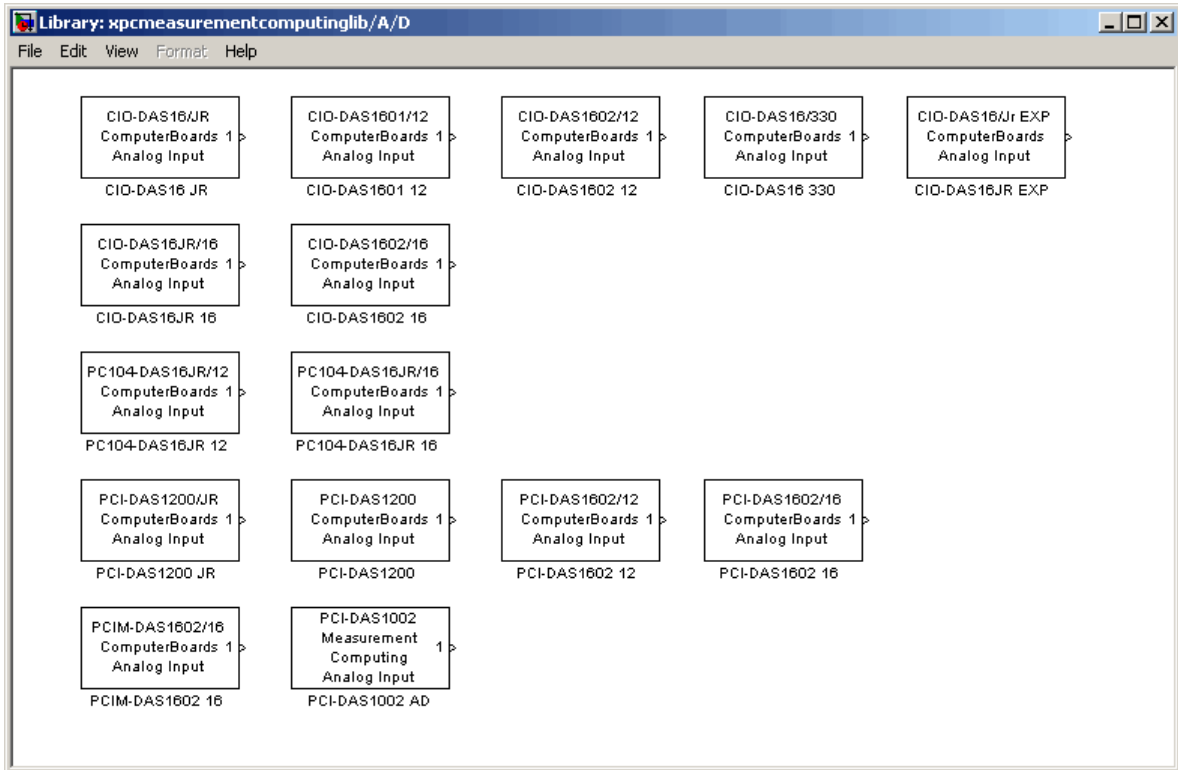 Library: xpcmeasurementcomputinglib/A/D
File Edit View Format Help
CIO-DAS16/JR
ComputerBoards 1
Analog Input
CIO-DAS16 JR
CIO-DAS1601/12
ComputerBoards 1
Analog Input
CIO-DAS1601 12
CIO-DAS1602/12
ComputerBoards 1
Analog Input
CIO-DAS1602 12
CIO-DAS16/330
ComputerBoards 1
Analog Input
CIO-DAS16 330
CIO-DAS16/Jr EXP
ComputerBoards
Analog Input
CIO-DAS16JR EXP
CIO-DAS16JR/16
ComputerBoards 1
Analog Input
CIO-DAS16JR 16
CIO-DAS1602/16
ComputerBoards 1
Analog Input
CIO-DAS1602 16
PC104-DAS16JR/12
ComputerBoards 1
Analog Input
PC104-DAS16JR 12
PC104-DAS16JR/16
ComputerBoards 1
Analog Input
PC104-DAS16JR 16
PCI-DAS1200/JR
ComputerBoards 1
Analog Input
PCI-DAS1200 JR
PCI-DAS1200
ComputerBoards 1
Analog Input
PCI-DAS1200
PCI-DAS1602/12
ComputerBoards 1
Analog Input
PCI-DAS1602 12
PCI-DAS1602/16
ComputerBoards 1
Analog Input
PCI-DAS1602 16
PCIM-DAS1602/16
ComputerBoards 1
Analog Input
PCIM-DAS1602 16
PCI-DAS1002
Measurement
1
Computing
Analog Input
PCI-DAS1002 AD